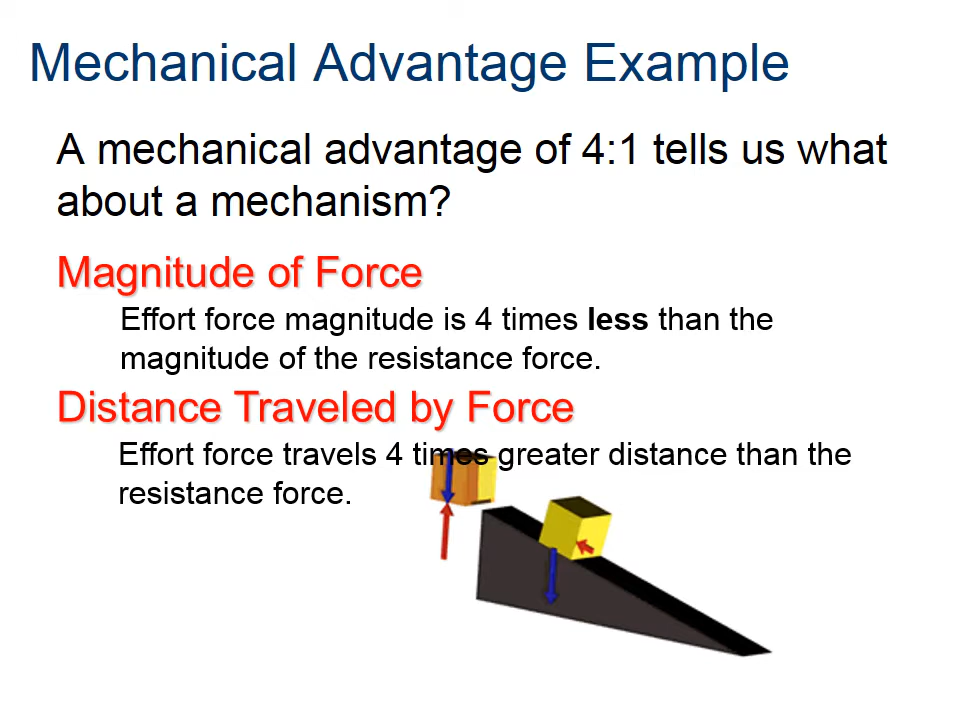 Mechanical Advantage Example
A mechanical advantage of 4:1 tells us what
about a mechanism?
Magnitude of Force
Effort force magnitude is 4 times less than the
magnitude of the resistance force.
Distance Traveled by Force
Effort force travels 4 times greater distance than the
resistance force.